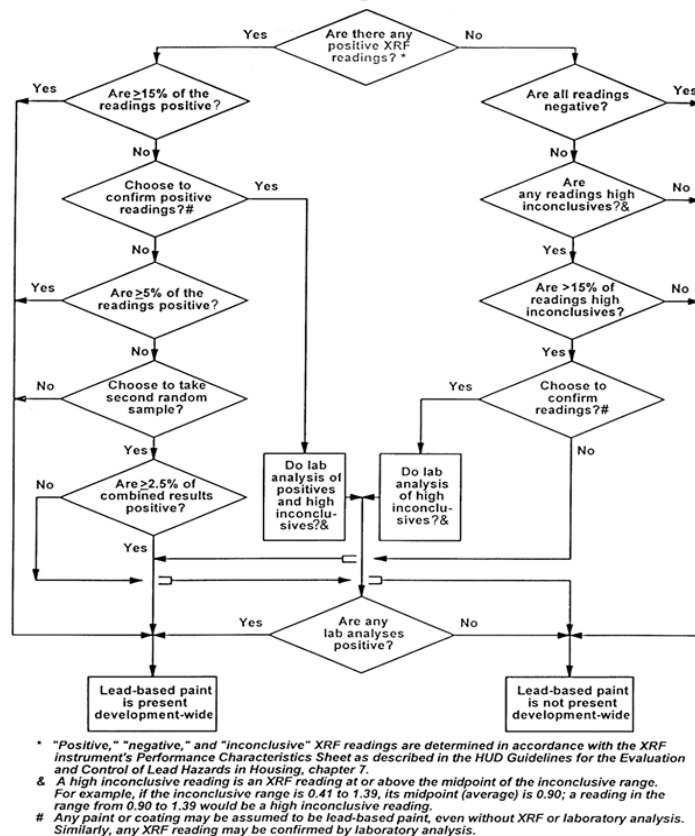 Are there any
positive XRF
readings? *
Yes
No
Are ≥15% of the
readings positive?
Yes
No
Are all readings
negative?
Yes
No
Choose to
confirm positive
readings?#
Yes
No
Are
any readings high
inconclusives?&
No
Yes
Are ≥5% of the
readings positive?
Yes
No
Are >15% of
readings high
inconclusives?
No
Yes
Choose to take
second random
sample?
No
Yes
Choose to
confirm
readings?#
Yes
No
Do lab
analysis of
positives
and high
inconclu-
sives?&
Do lab
analysis
of high
inconclu-
sives?&
Are ≥2.5% of
combined results
positive?
No
Yes
Are any
lab analyses
positive?
Yes
No
Lead-based paint
is present
development-wide
Lead-based paint
is not present
development-wide
* "Positive," "negative," and "inconclusive" XRF readings are determined in accordance with the XRF
instrument's Performance Characteristics Sheet as described in the HUD Guidelines for the Evaluation
and Control of Lead Hazards in Housing, chapter 7.
& A high inconclusive reading is an XRF reading at or above the midpoint of the inconclusive range.
For example, if the inconclusive range is 0.41 to 1.39, its midpoint (average) is 0.90; a reading in the
range from 0.90 to 1.39 would be a high inconclusive reading.
# Any paint or coating may be assumed to be lead-based paint, even without XRF or laboratory analysis.
Similarly, any XRF reading may be confirmed by laboratory analysis.